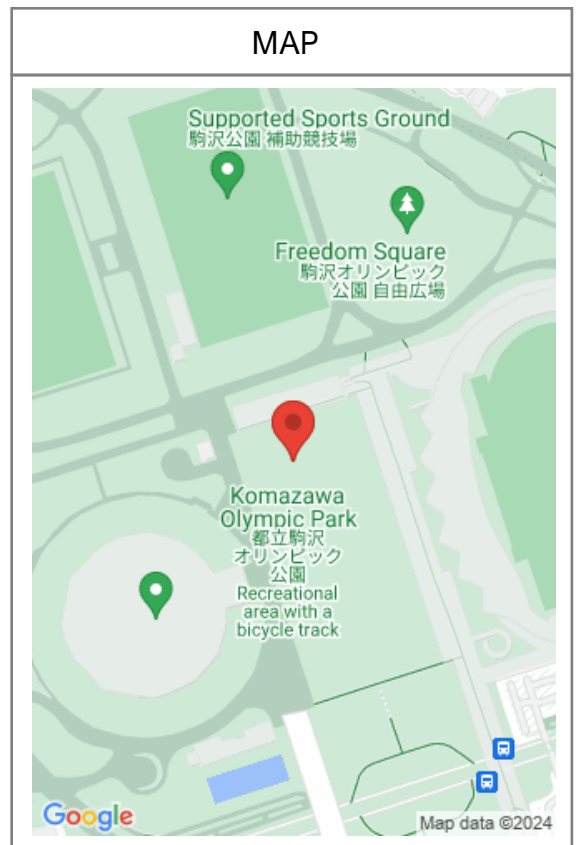 MAP
Supported Sports Ground
駒沢公園 補助競技場
Freedom Square
駒沢オリンピック
公園 自由広場
Komazawa
Olympic Park
都立駒沢
オリンピック
公園
Recreational
area with a
bicycle track
Google
Map data ©2024